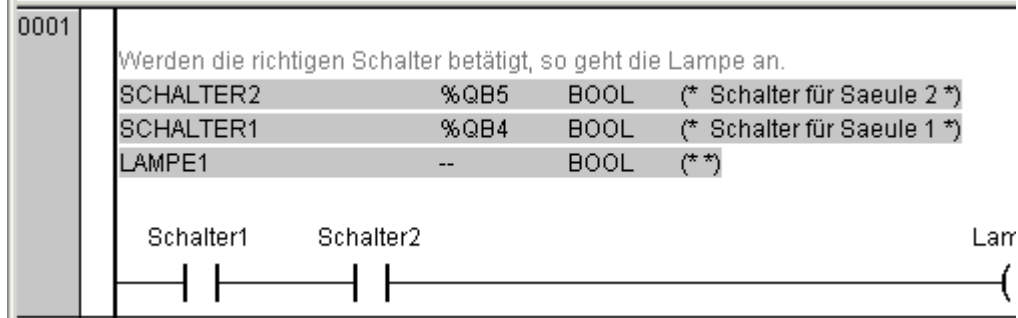 0001
Werden die richtigen Schalter betätigt, so geht die Lampe an.
SCHALTER2 %QB5 BOOL (* Schalter für Saeule 2 *)
SCHALTER1 %QB4 BOOL (* Schalter für Saeule 1 *)
LAMPE1 -- BOOL (* *)
Schalter1 Schalter2 Lam